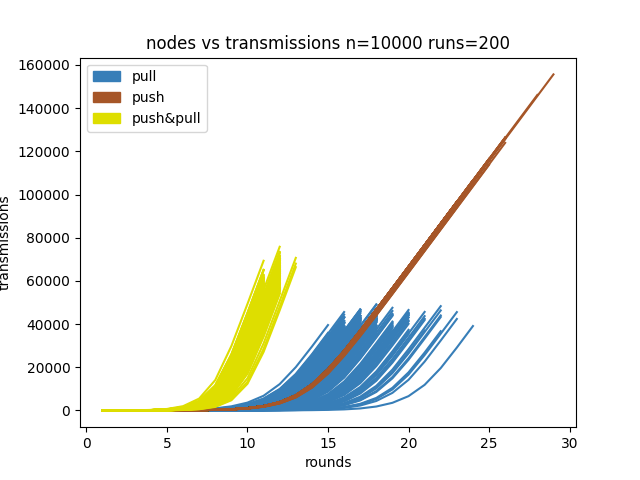 nodes vs transmissions n=10000 runs=200
160000
140000
120000
100000
80000
60000
40000
20000
0
transmissions
pull
push
push&pull
0 5 10 15 20 25 30
rounds